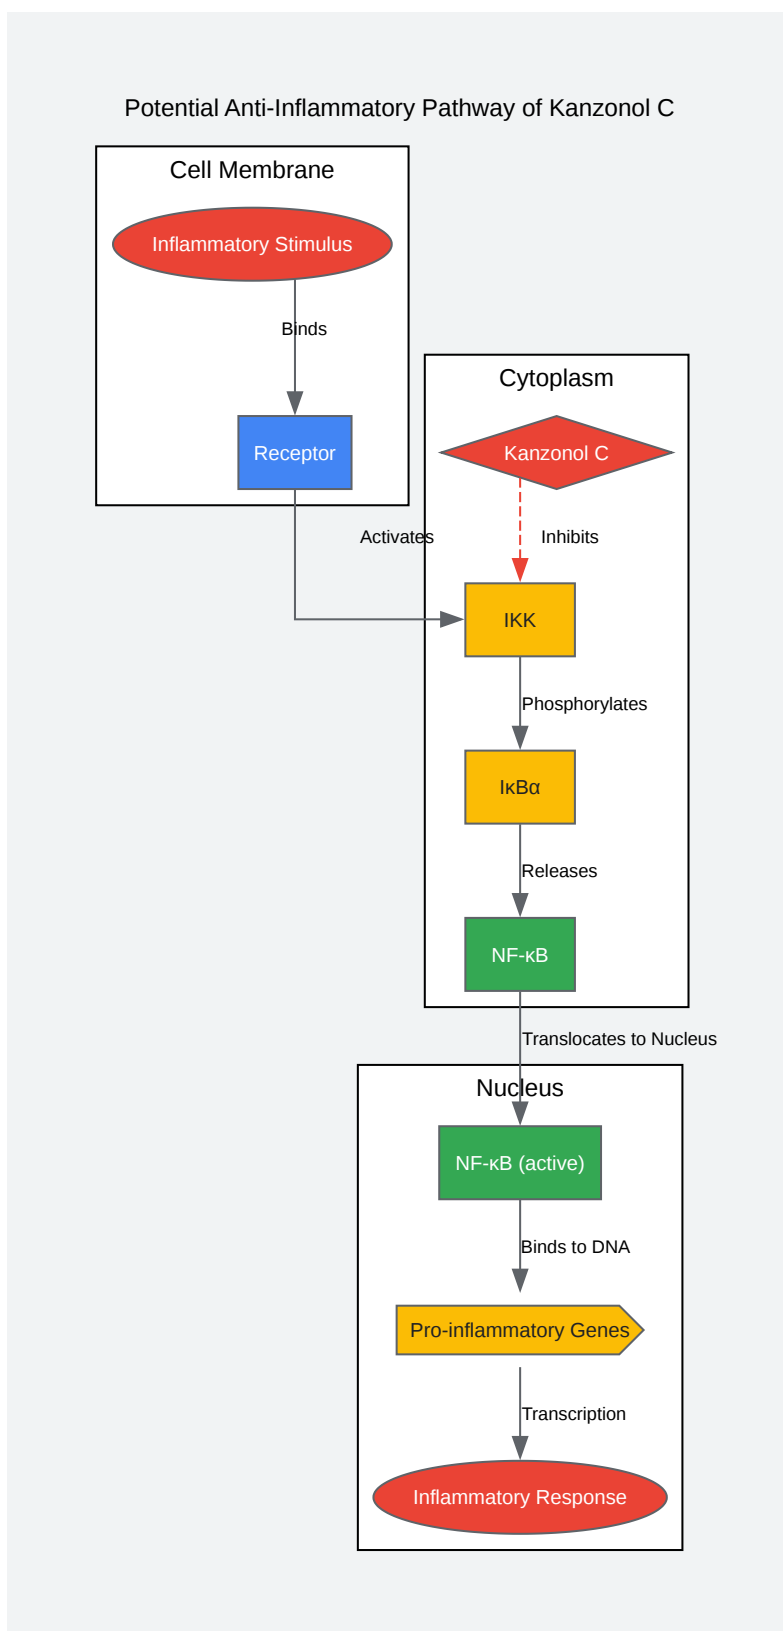 Potential Anti-Inflammatory Pathway of Kanzonol C
Cell Membrane
Inflammatory Stimulus
Binds
Receptor
Activates
Cytoplasm
Kanzonol C
Inhibits
IKK
Phosphorylates
IκBα
Releases
NF-κB
Translocates to Nucleus
Nucleus
NF-κB (active)
Binds to DNA
Pro-inflammatory Genes
Transcription
Inflammatory Response